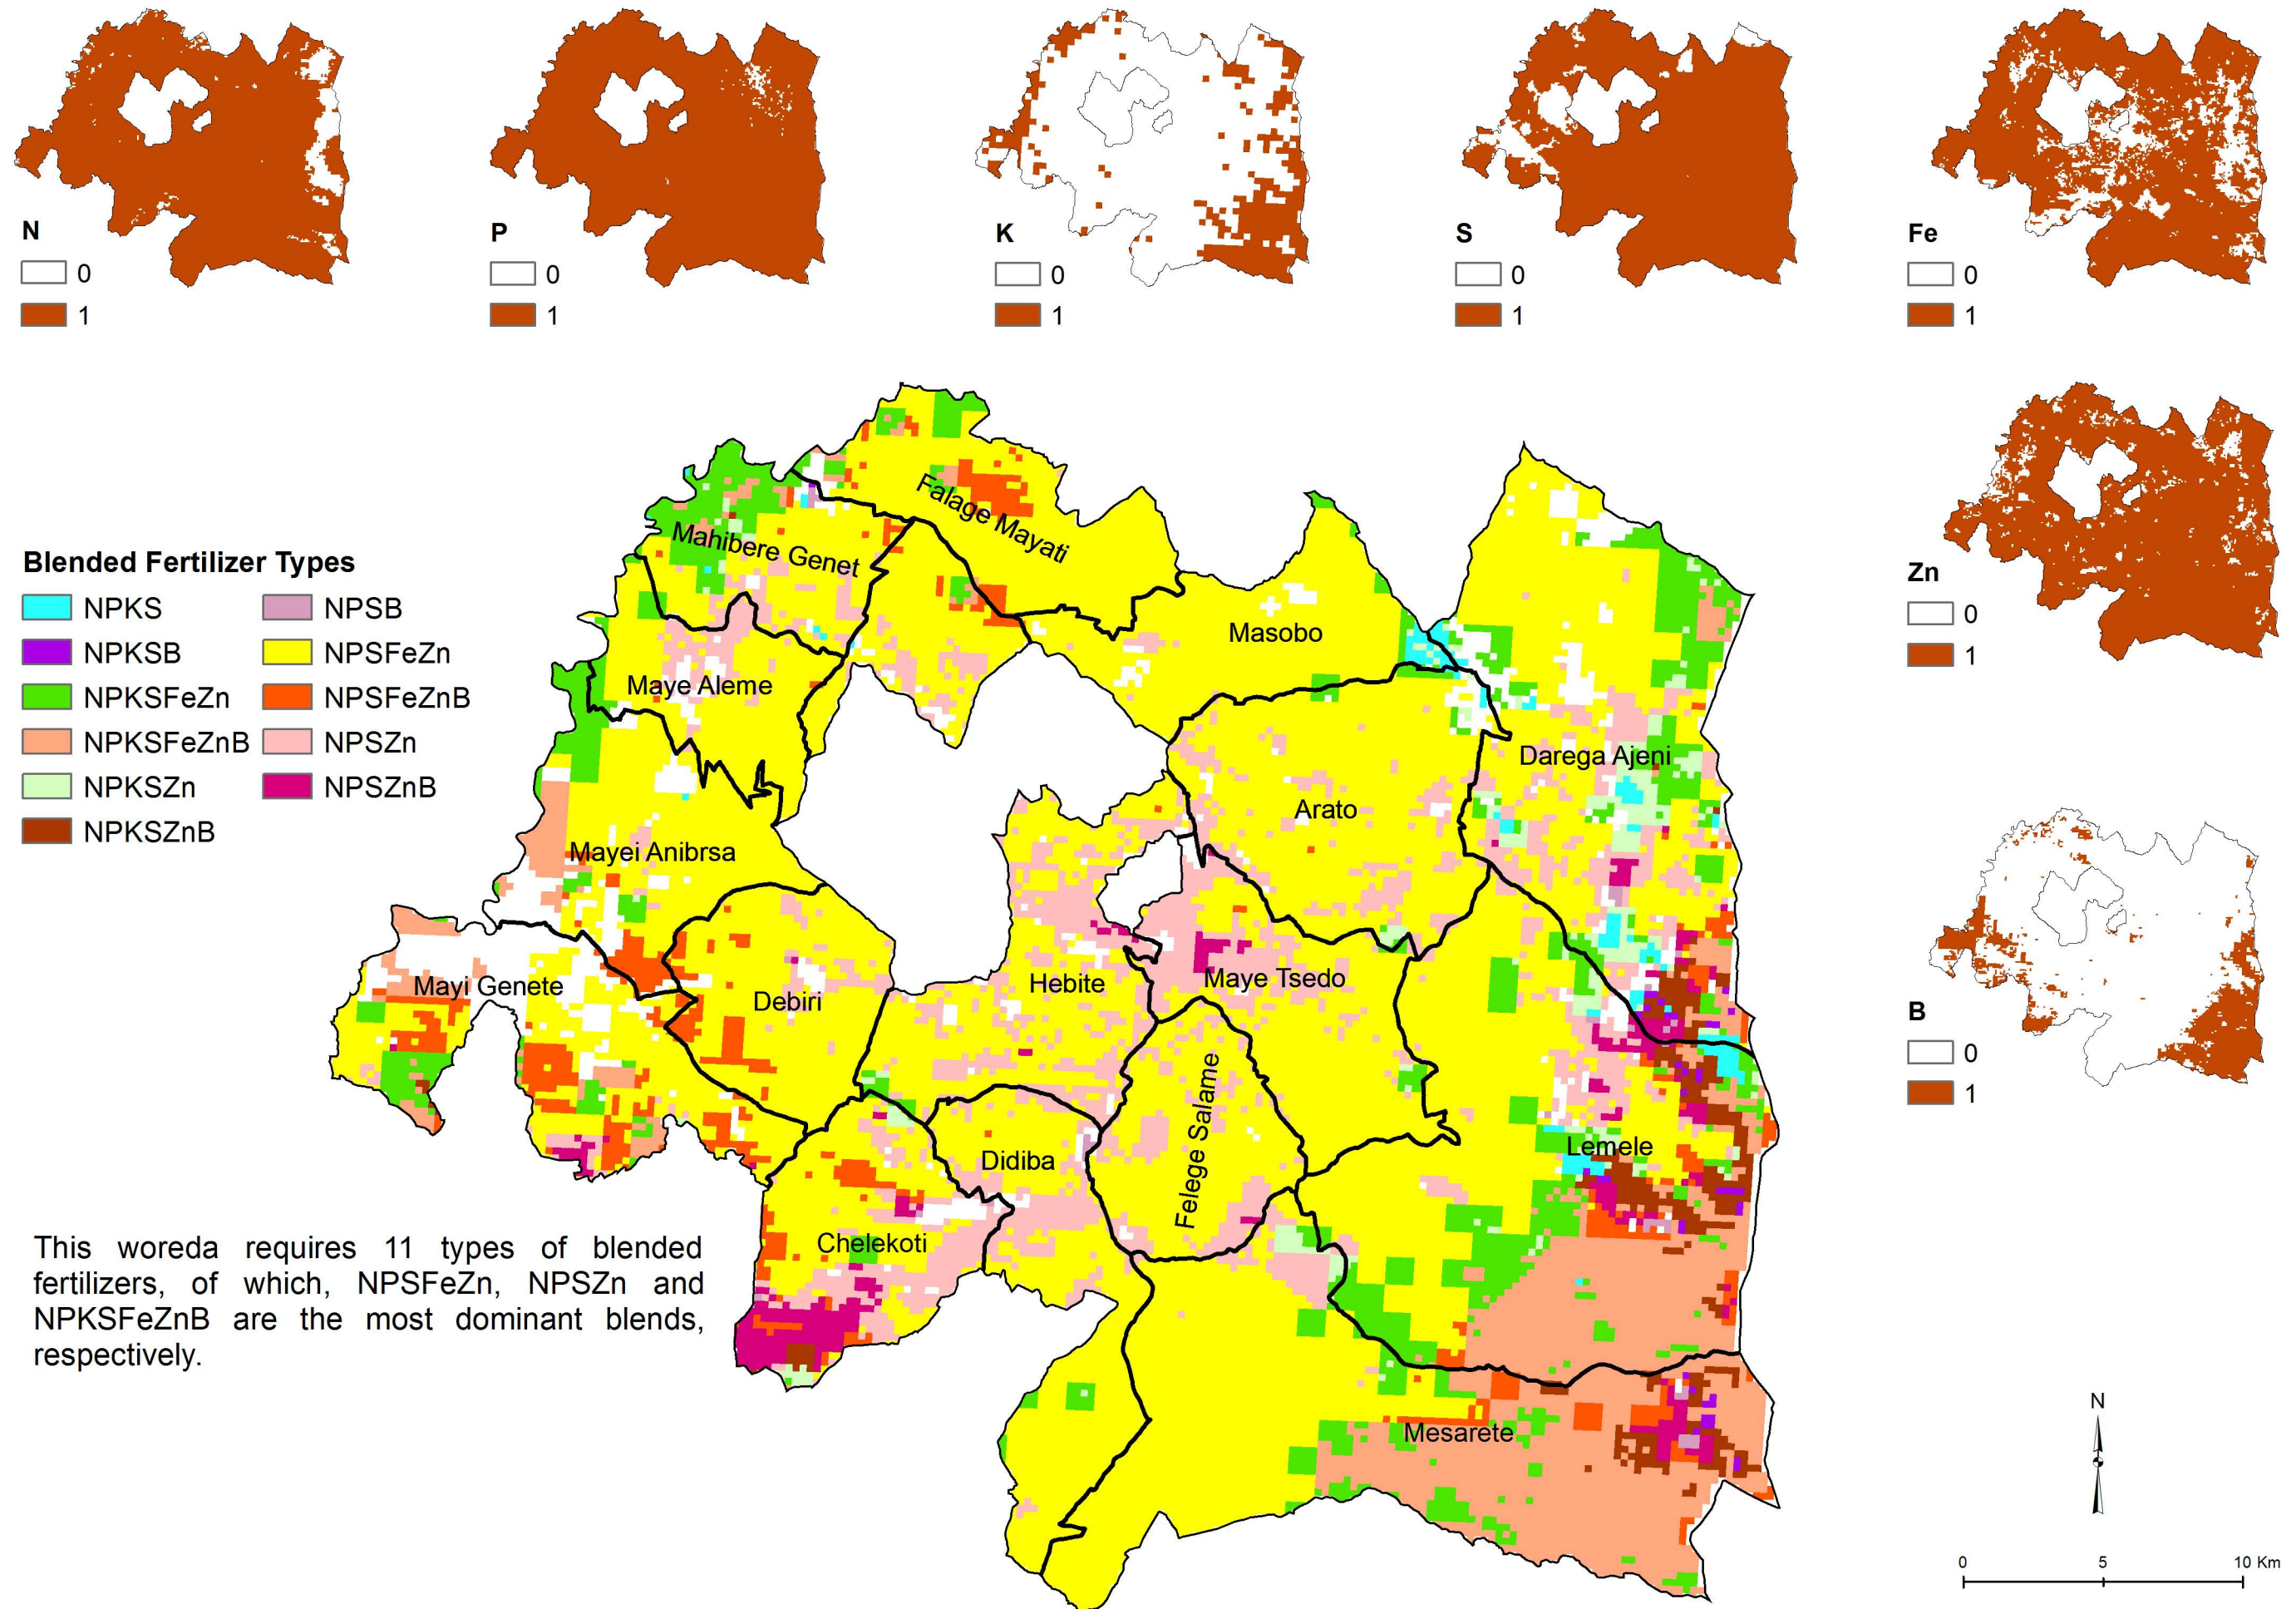 N
0
1
P
0
1
K
0
1
S
0
1
Fe
0
1
Zn
0
1
B
0
1
Blended Fertilizer Types
NPKS
NPKSB
NPKSFeZn
NPKSFeZnB
NPKSZn
NPKSZnB
NPSB
NPSFeZn
NPSFeZnB
NPSZn
NPSZnB
Falage Mayati
Mahibere Genet
Masobo
Maye Aleme
Darega Ajeni
Arato
Mayei Anibrsa
Mayi Genete
Debiri
Hebite
Maye Tsedo
Felege Salame
Lemele
Didiba
Chelekoti
Mesarete
This woreda requires 11 types of blended
fertilizers, of which, NPSFeZn, NPSZn and
NPKSFeZnB are the most dominant blends,
respectively.
N
0 5 10 Km